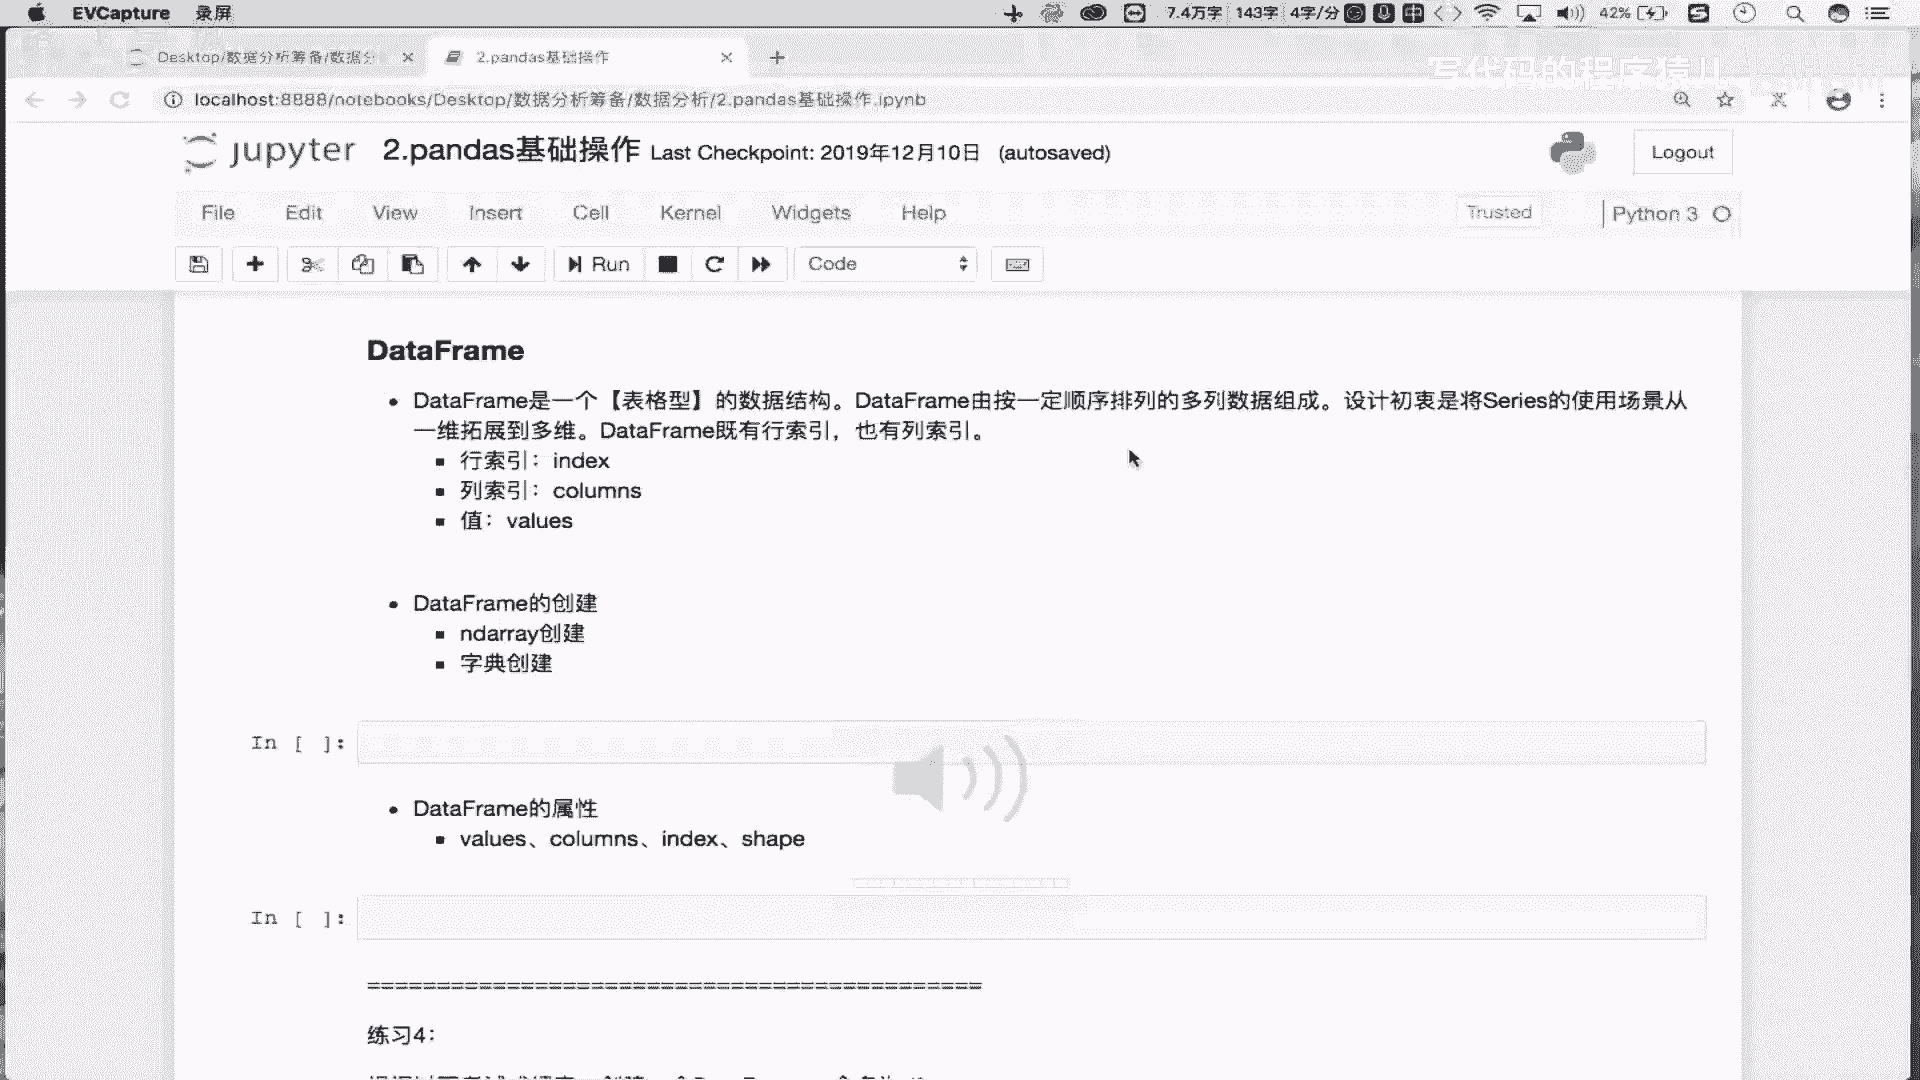 EVCapture 录屏 7.4万字 143字 4字/分 中 42%
Desktop/数据分析筹备/数据分 2.pandas基础操作
写代码的程序猿儿
localhost:8888/notebooks/Desktop/数据分析筹备/数据分析/2.pandas基础操作.ipynb
jupyter 2.pandas基础操作 Last Checkpoint: 2019年12月10日 (autosaved) Logout
File Edit View Insert Cell Kernel Widgets Help Trusted Python 3
Run Code
DataFrame
• DataFrame是一个【表格型】的数据结构。DataFrame由按一定顺序排列的多列数据组成。设计初衷是将Series的使用场景从
一维拓展到多维。DataFrame既有行索引，也有列索引。
▪ 行索引：index
▪ 列索引：columns
▪ 值：values
• DataFrame的创建
▪ ndarray创建
▪ 字典创建
In [ ]:
• DataFrame的属性
▪ values、columns、index、shape
In [ ]:
============================================
练习4：